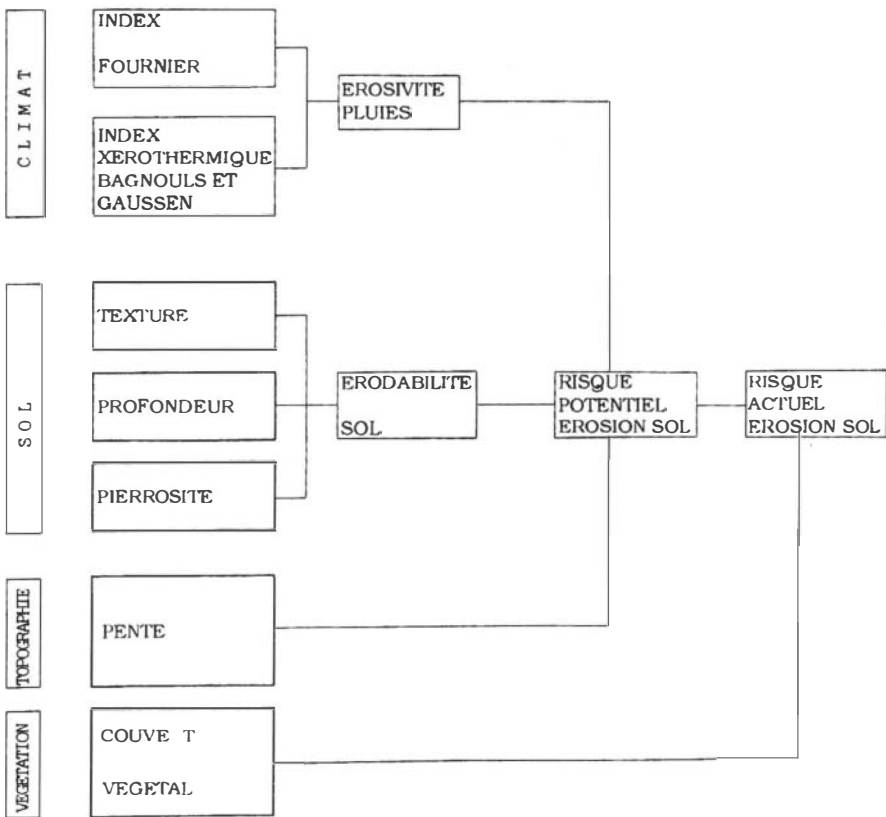 CLIMAT
INDEX
FOURNIER
INDEX
XEROTHERMIQUE
BAGNOULS ET
GAUSSEN
EROSIVITE
PLUIES
SOL
TEXTURE
PROFONDEUR
PIERROSITE
ERODABILITE
SOL
RISQUE
POTENTIEL
EROSION SOL
RISQUE
ACTUEL
EROSION SOL
TOPOGRAPHIE
PENTE
VEGETATION
COUVE T
VEGETAL